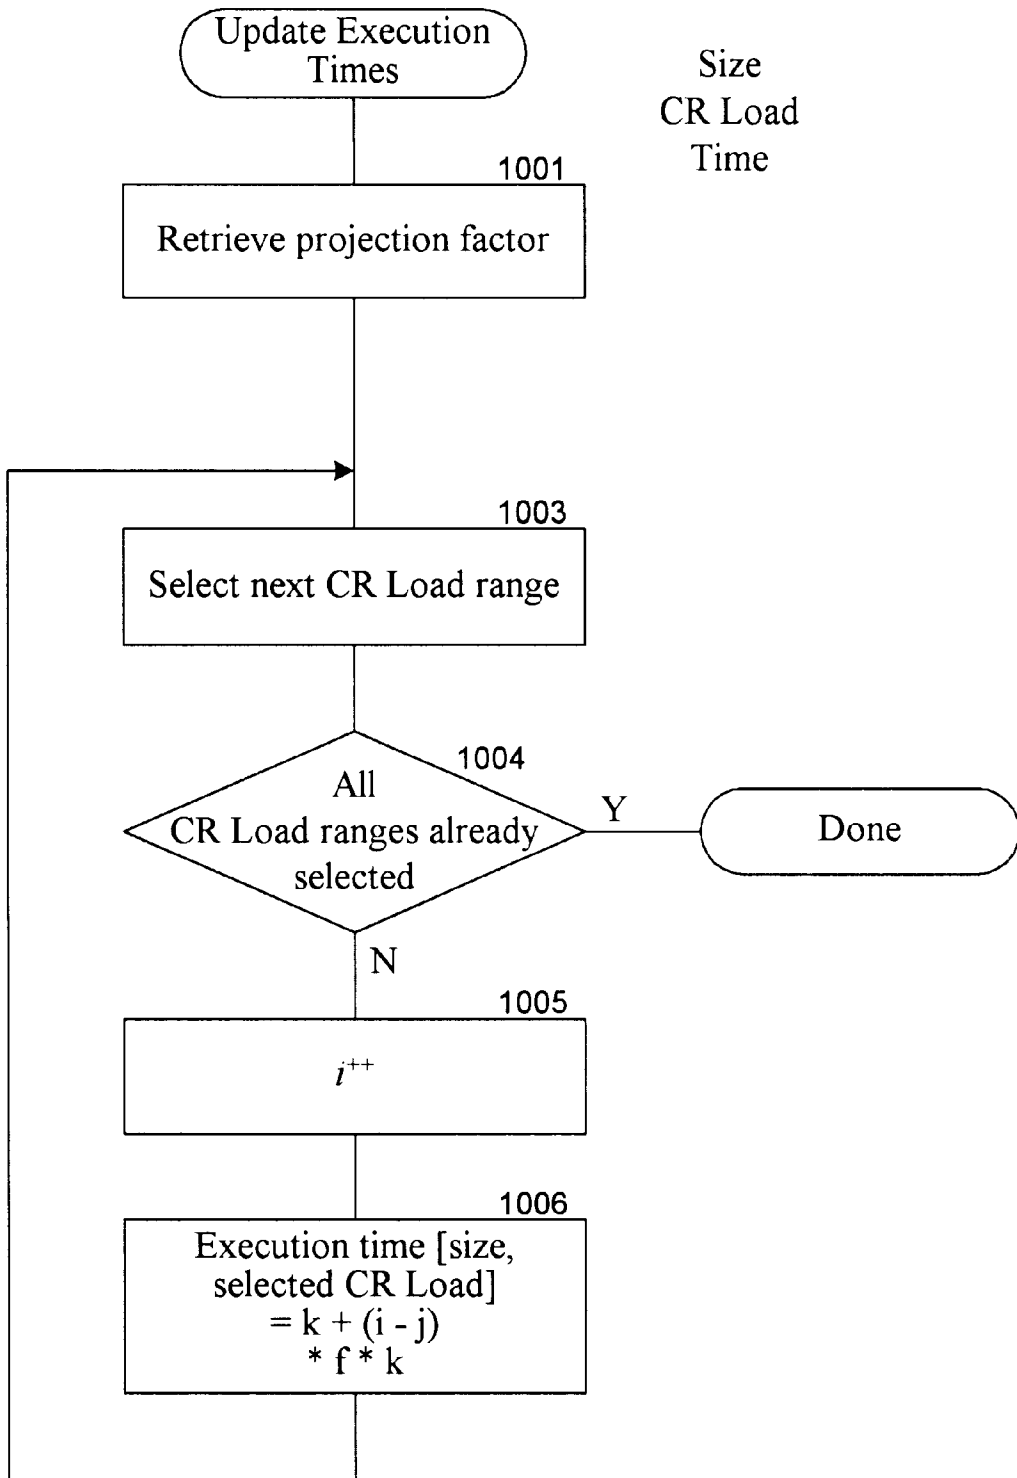 Update Execution
Times
Size
CR Load
Time
1001
Retrieve projection factor
1003
Select next CR Load range
1004
All
CR Load ranges already
selected
Y
Done
N
1005
i++
1006
Execution time [size,
selected CR Load]
= k + (i - j)
* f * k